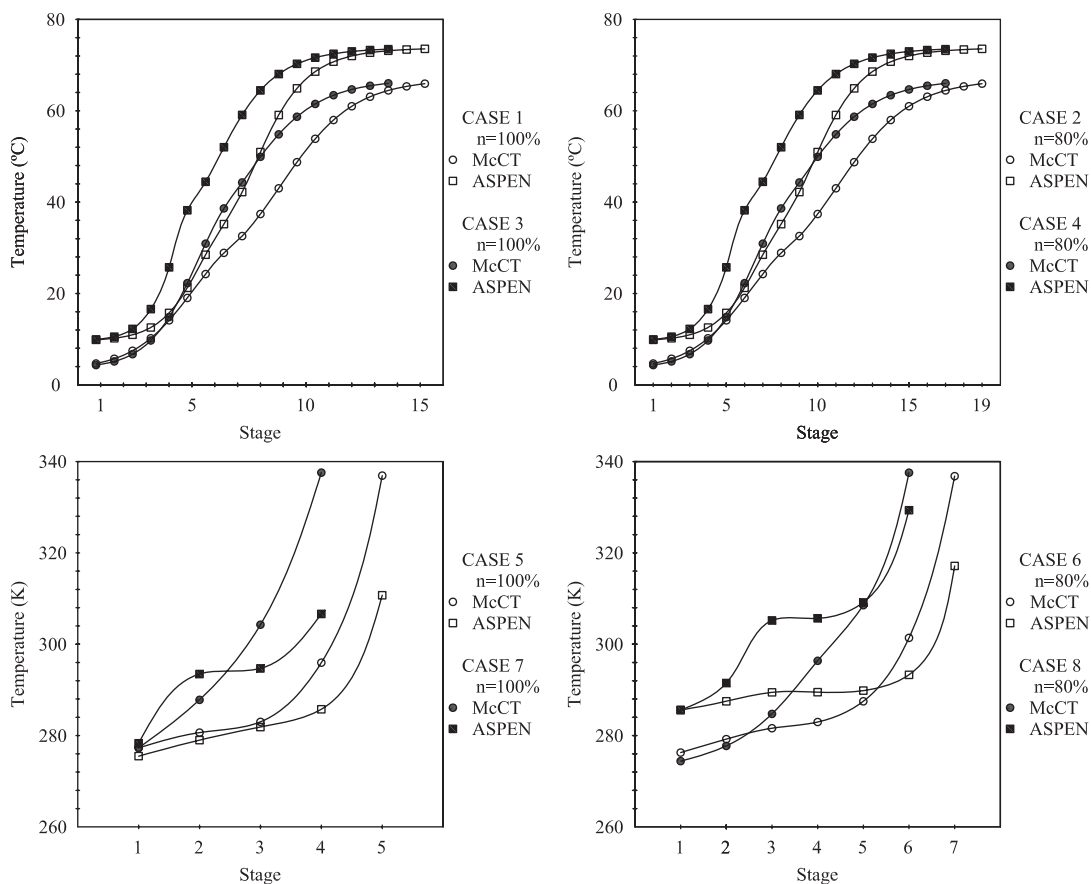 80
60
40
20
0
Temperature (ºC)
1
5
10
15
Stage
CASE 1
n=100%
McCT
ASPEN
CASE 3
n=100%
McCT
ASPEN
80
60
40
20
0
Temperature (ºC)
1
5
10
15
19
Stage
CASE 2
n=80%
McCT
ASPEN
CASE 4
n=80%
McCT
ASPEN
340
320
300
280
260
Temperature (K)
1
2
3
4
5
Stage
CASE 5
n=100%
McCT
ASPEN
CASE 7
n=100%
McCT
ASPEN
340
320
300
280
260
Temperature (K)
1
2
3
4
5
6
7
Stage
CASE 6
n=80%
McCT
ASPEN
CASE 8
n=80%
McCT
ASPEN